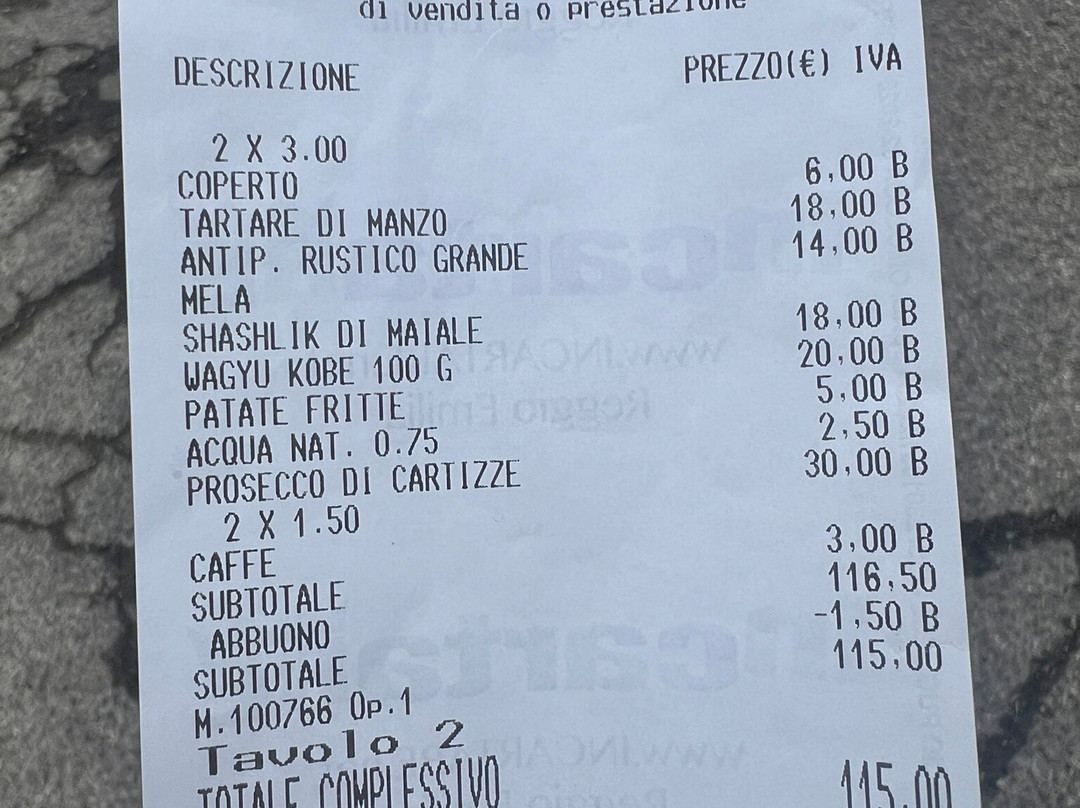 di vendita o prestazione
DESCRIZIONE PREZZO(€) IVA
2 X 3.00
COPERTO 6,00 B
TARTARE DI MANZO 18,00 B
ANTIP. RUSTICO GRANDE 14,00 B
MELA
SHASHLIK DI MAIALE 18,00 B
WAGYU KOBE 100 G 20,00 B
PATATE FRITTE 5,00 B
ACQUA NAT. 0.75 2,50 B
PROSECCO DI CARTIZZE 30,00 B
2 X 1.50
CAFFE 3,00 B
SUBTOTALE 116,50
ABBUONO -1,50 B
SUBTOTALE 115,00
M.100766 Op.1
Tavolo 2
TOTALE COMPLESSIVO 115,00